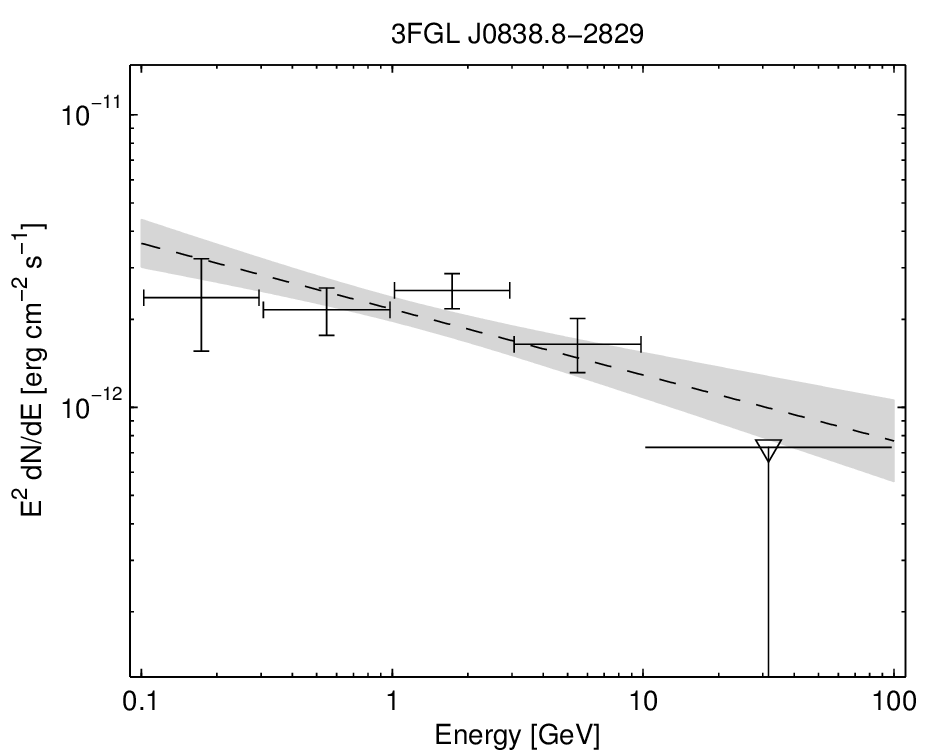 3FGL J0838.8−2829
10⁻¹¹
10⁻¹²
E² dN/dE [erg cm⁻² s⁻¹]
0.1 1 10 100
Energy [GeV]